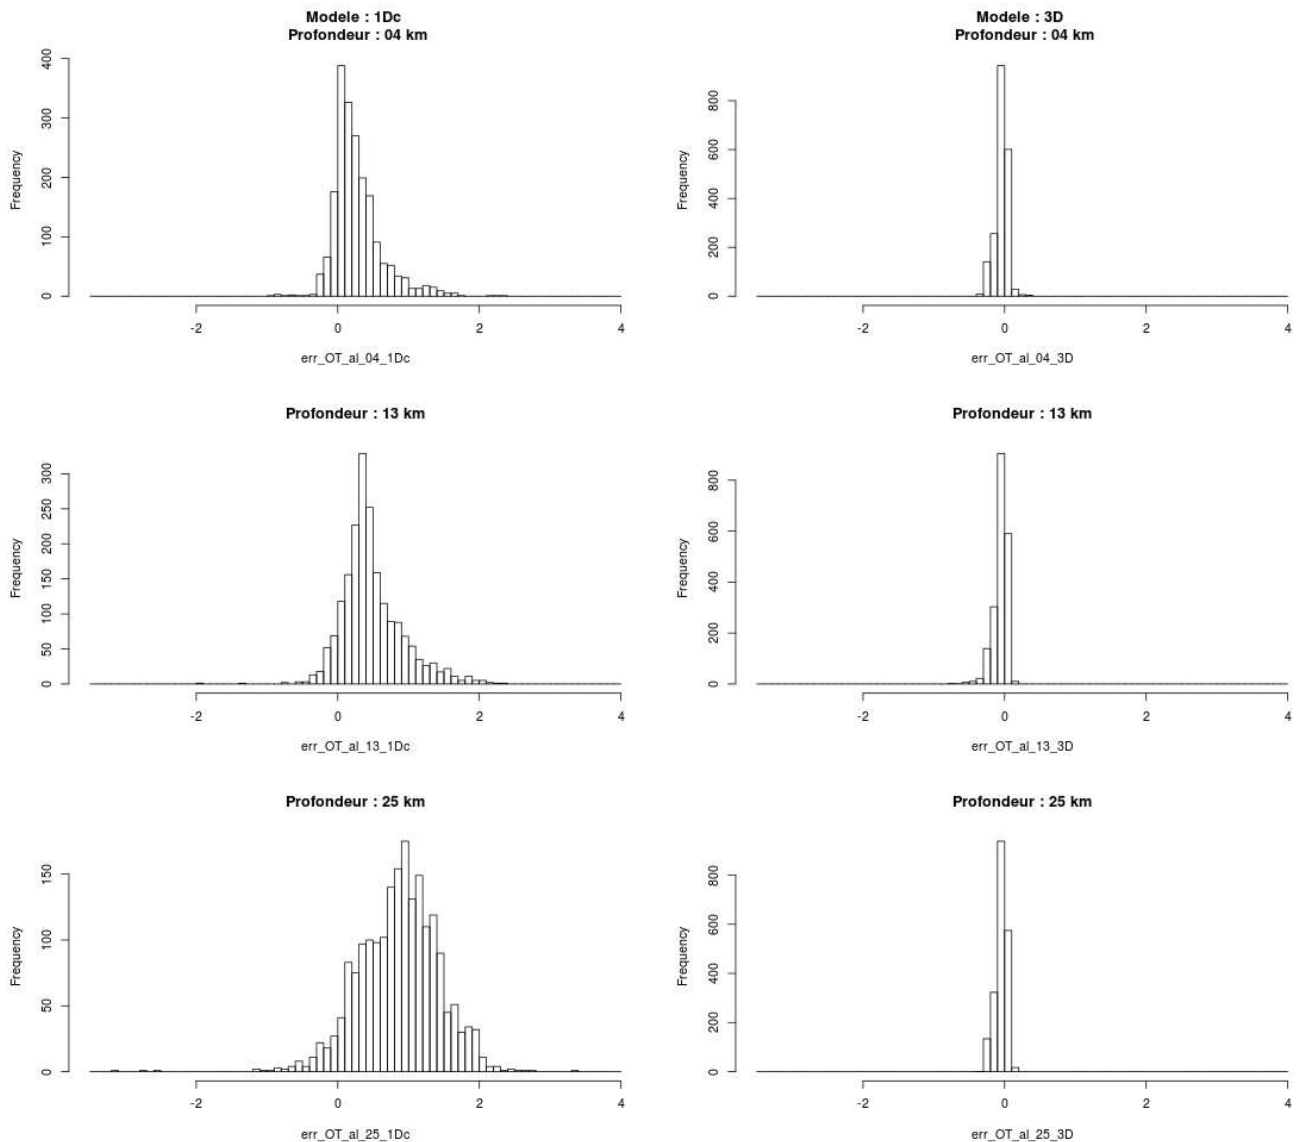 Modele : 1Dc
Profondeur : 04 km
Frequency
0 100 200 300 400
-2 0 2 4
err_OT_al_04_1Dc
Modele : 3D
Profondeur : 04 km
Frequency
0 200 400 600 800
-2 0 2 4
err_OT_al_04_3D
Profondeur : 13 km
Frequency
0 50 100 150 200 250 300
-2 0 2 4
err_OT_al_13_1Dc
Profondeur : 13 km
Frequency
0 200 400 600 800
-2 0 2 4
err_OT_al_13_3D
Profondeur : 25 km
Frequency
0 50 100 150
-2 0 2 4
err_OT_al_25_1Dc
Profondeur : 25 km
Frequency
0 200 400 600 800
-2 0 2 4
err_OT_al_25_3D